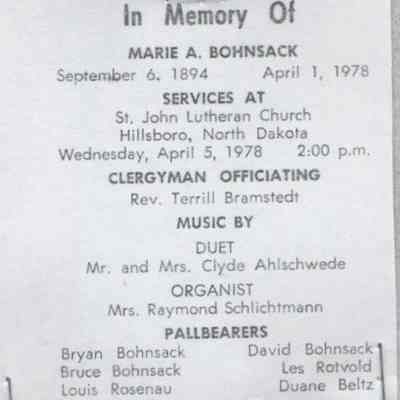 In Memory Of
MARIE A. BOHNSACK
September 6, 1894 April 1, 1978
SERVICES AT
St. John Lutheran Church
Hillsboro, North Dakota
Wednesday, April 5, 1978 2:00 p.m.
CLERGYMAN OFFICIATING
Rev. Terrill Bramstedt
MUSIC BY
DUET
Mr. and Mrs. Clyde Ahlschwede
ORGANIST
Mrs. Raymond Schlichtmann
PALLBEARERS
Bryan Bohnsack David Bohnsack
Bruce Bohnsack Les Rotvold
Louis Rosenau Duane Beltz